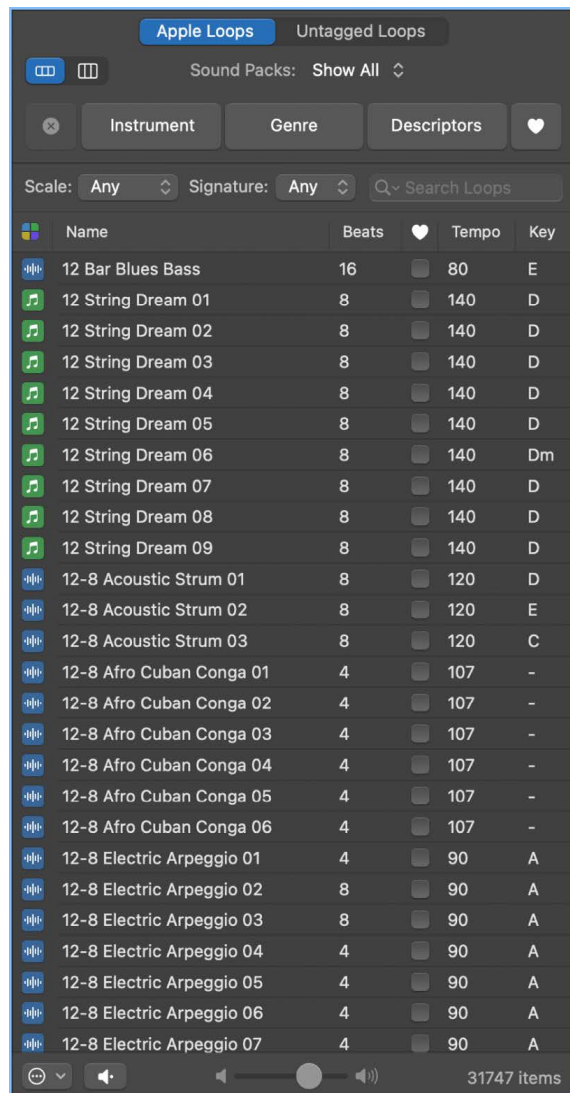 Apple Loops Untagged Loops
Sound Packs: Show All
Instrument Genre Descriptors
Scale: Any Signature: Any Search Loops
Name Beats Tempo Key
12 Bar Blues Bass 16 80 E
12 String Dream 01 8 140 D
12 String Dream 02 8 140 D
12 String Dream 03 8 140 D
12 String Dream 04 8 140 D
12 String Dream 05 8 140 D
12 String Dream 06 8 140 Dm
12 String Dream 07 8 140 D
12 String Dream 08 8 140 D
12 String Dream 09 8 140 D
12-8 Acoustic Strum 01 8 120 D
12-8 Acoustic Strum 02 8 120 E
12-8 Acoustic Strum 03 8 120 C
12-8 Afro Cuban Conga 01 4 107 -
12-8 Afro Cuban Conga 02 4 107 -
12-8 Afro Cuban Conga 03 4 107 -
12-8 Afro Cuban Conga 04 4 107 -
12-8 Afro Cuban Conga 05 4 107 -
12-8 Afro Cuban Conga 06 4 107 -
12-8 Electric Arpeggio 01 4 90 A
12-8 Electric Arpeggio 02 8 90 A
12-8 Electric Arpeggio 03 8 90 A
12-8 Electric Arpeggio 04 4 90 A
12-8 Electric Arpeggio 05 4 90 A
12-8 Electric Arpeggio 06 4 90 A
12-8 Electric Arpeggio 07 4 90 A
31747 items